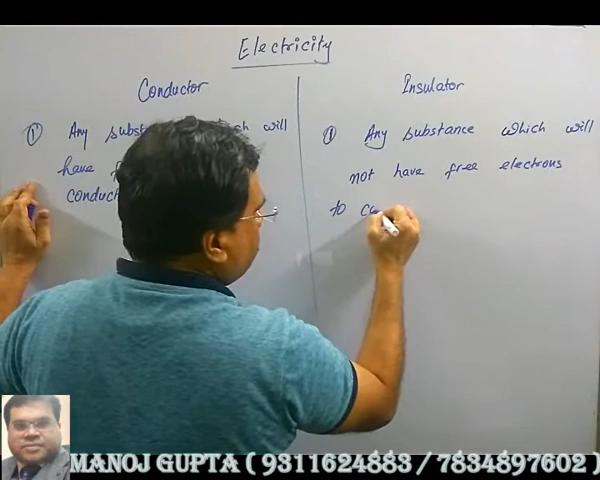 Electricity
Conductor
① Any subst ch will
have
conduct
Insulator
① Any substance which will
not have free electrons
to co
MANOJ GUPTA ( 9311624883 / 7834897602 )